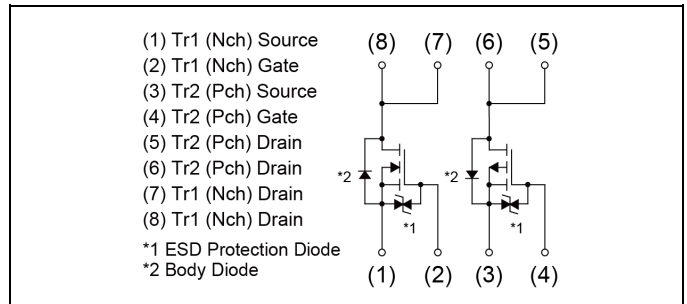 (1) Tr1 (Nch) Source
(2) Tr1 (Nch) Gate
(3) Tr2 (Pch) Source
(4) Tr2 (Pch) Gate
(5) Tr2 (Pch) Drain
(6) Tr2 (Pch) Drain
(7) Tr1 (Nch) Drain
(8) Tr1 (Nch) Drain
*1 ESD Protection Diode
*2 Body Diode
(8) (7) (6) (5)
*2 *2
*1 *1
(1) (2) (3) (4)